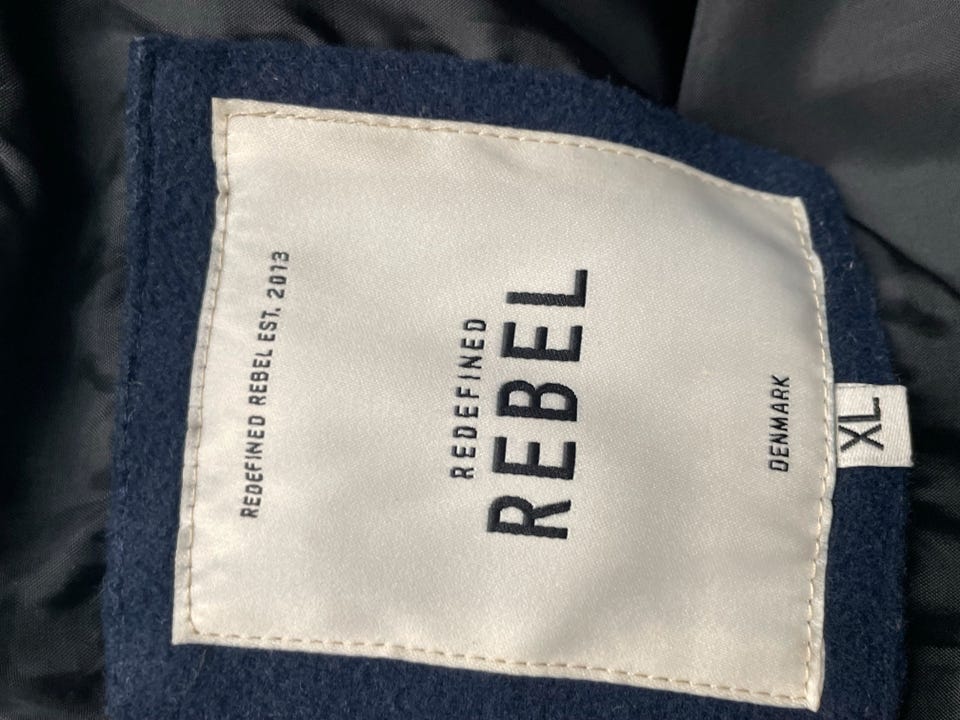 REDEFINED REBEL EST. 2013
REDEFINED
REBEL
DENMARK
XL